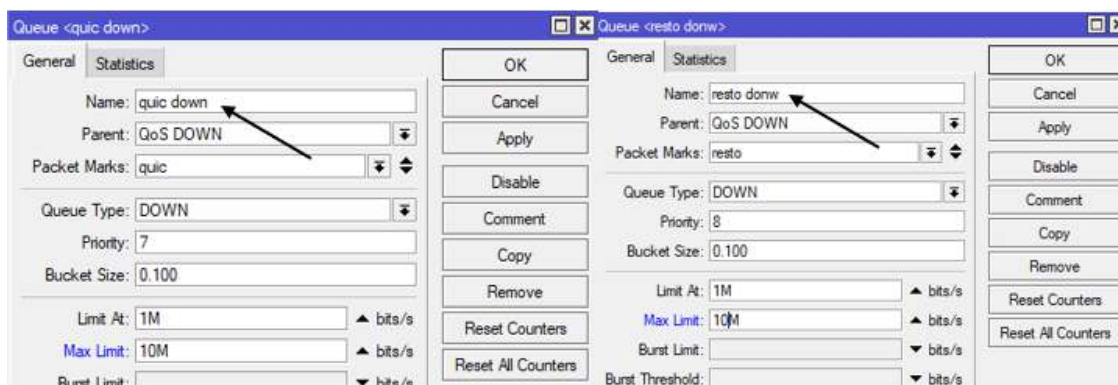 Queue <quic down>
General Statistics
Name: quic down
Parent: QoS DOWN
Packet Marks: quic
Queue Type: DOWN
Priority: 7
Bucket Size: 0.100
Limit At: 1M bits/s
Max Limit: 10M bits/s
Burst Limit: bits/s
OK
Cancel
Apply
Disable
Comment
Copy
Remove
Reset Counters
Reset All Counters
Queue <resto donw>
General Statistics
Name: resto donw
Parent: QoS DOWN
Packet Marks: resto
Queue Type: DOWN
Priority: 8
Bucket Size: 0.100
Limit At: 1M bits/s
Max Limit: 10M bits/s
Burst Limit: bits/s
Burst Threshold: bits/s
OK
Cancel
Apply
Disable
Comment
Copy
Remove
Reset Counters
Reset All Counters